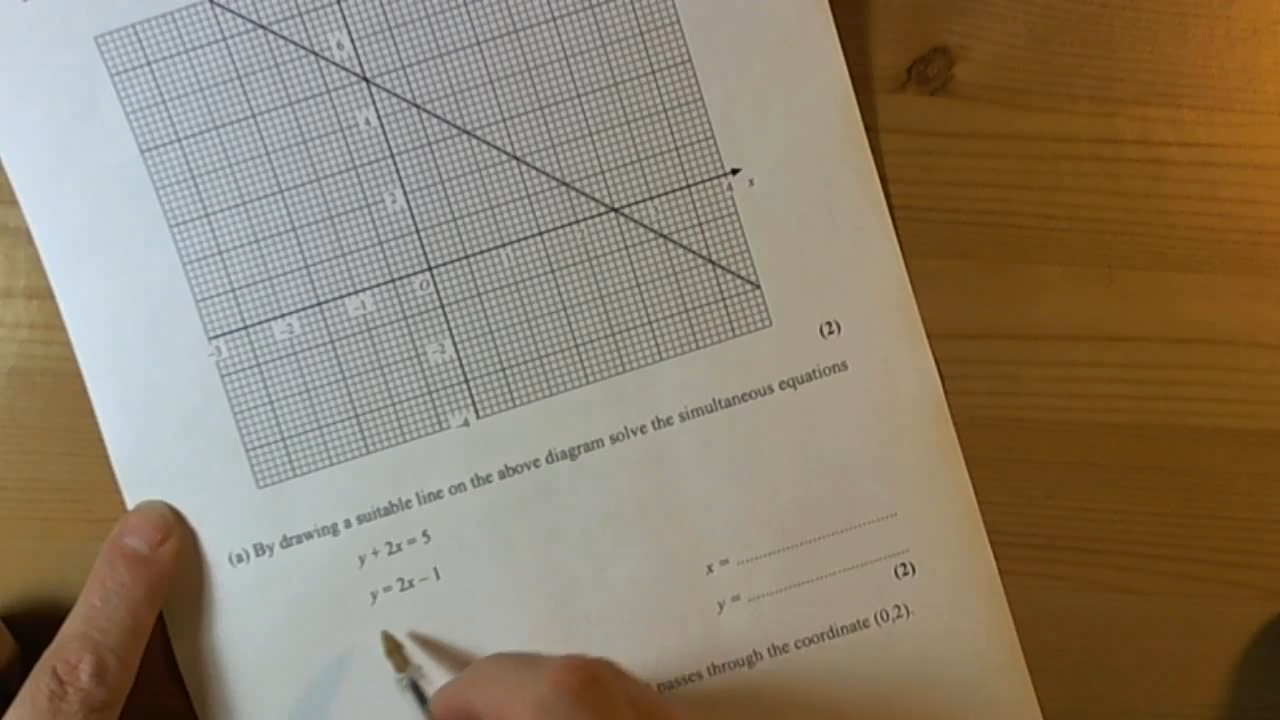 6
4
2
4
x
2
1
O
-1
-2
-3
-2
-4
(2)
(a) By drawing a suitable line on the above diagram solve the simultaneous equations
y + 2x = 5
y = 2x – 1
x = ..........................................
y = ..........................................
(2)
passes through the coordinate (0,2).